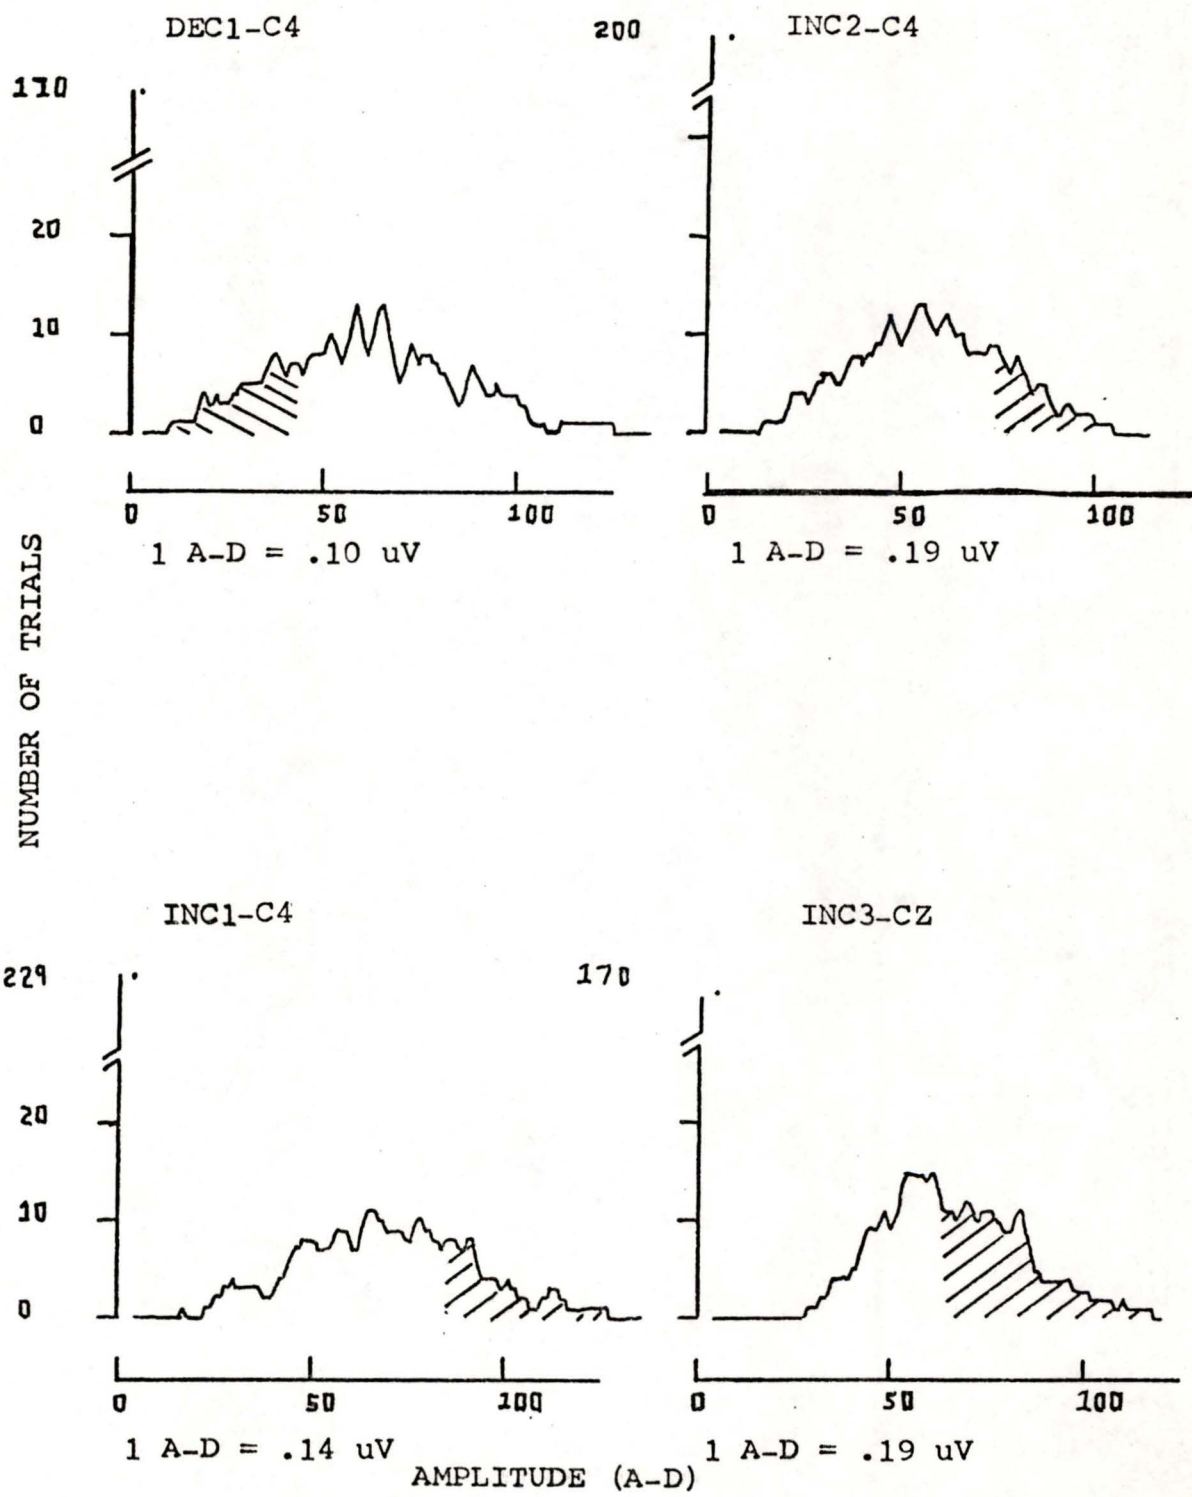 DEC1-C4
110
20
10
0
0 50 100
1 A-D = .10 uV
200 INC2-C4
0 50 100
1 A-D = .19 uV
NUMBER OF TRIALS
INC1-C4
229
20
10
0
0 50 100
1 A-D = .14 uV
INC3-CZ
170
0 50 100
1 A-D = .19 uV
AMPLITUDE (A-D)